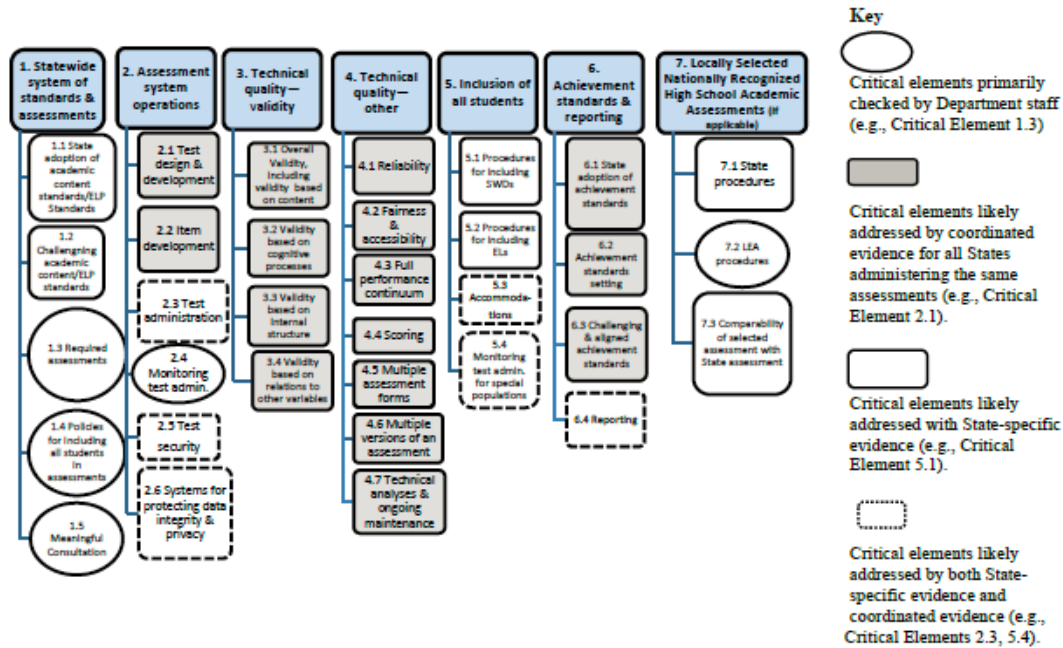 1. Statewide
system of
standards &
assessments
1.1 State
adoption of
academic
content
standards/ELP
Standards
1.2
Challengning
academic
content/ELP
standards
1.3 Required
assessments
1.4 Policies
for including
all students
in
assessments
1.5
Meaningful
Consultation
2. Assessment
system
operations
2.1 Test
design &
development
2.2 Item
development
2.3 Test
administration
2.4
Monitoring
test admin.
2.5 Test
security
2.6 Systems for
protecting data
integrity &
privacy
3. Technical
quality—
validity
3.1 Overall
Validity,
including
validity based
on content
3.2 Validity
based on
cognitive
processes
3.3 Validity
based on
internal
structure
3.4 Validity
based on
relations to
other variables
4. Technical
quality—
other
4.1 Reliability
4.2 Fairness
&
accessibility
4.3 Full
performance
continuum
4.4 Scoring
4.5 Multiple
assessment
forms
4.6 Multiple
versions of an
assessment
4.7 Technical
analyses &
ongoing
maintenance
5. Inclusion of
all students
5.1 Procedures
for including
SWDs
5.2 Procedures
for including
ELs
5.3
Accommoda-
tions
5.4
Monitoring
test admin.
for special
populations
6.
Achievement
standards &
reporting
6.1 State
adoption of
achievement
standards
6.2
Achievement
standards
setting
6.3 Challenging
& aligned
achievement
standards
6.4 Reporting
7. Locally Selected
Nationally Recognized
High School Academic
Assessments (if
applicable)
7.1 State
procedures
7.2 LEA
procedures
7.3 Comparability
of selected
assessment with
State assessment
Key
Critical elements primarily
checked by Department staff
(e.g., Critical Element 1.3)
Critical elements likely
addressed by coordinated
evidence for all States
administering the same
assessments (e.g., Critical
Element 2.1).
Critical elements likely
addressed with State-specific
evidence (e.g., Critical
Element 5.1).
Critical elements likely
addressed by both State-
specific evidence and
coordinated evidence (e.g.,
Critical Elements 2.3, 5.4).